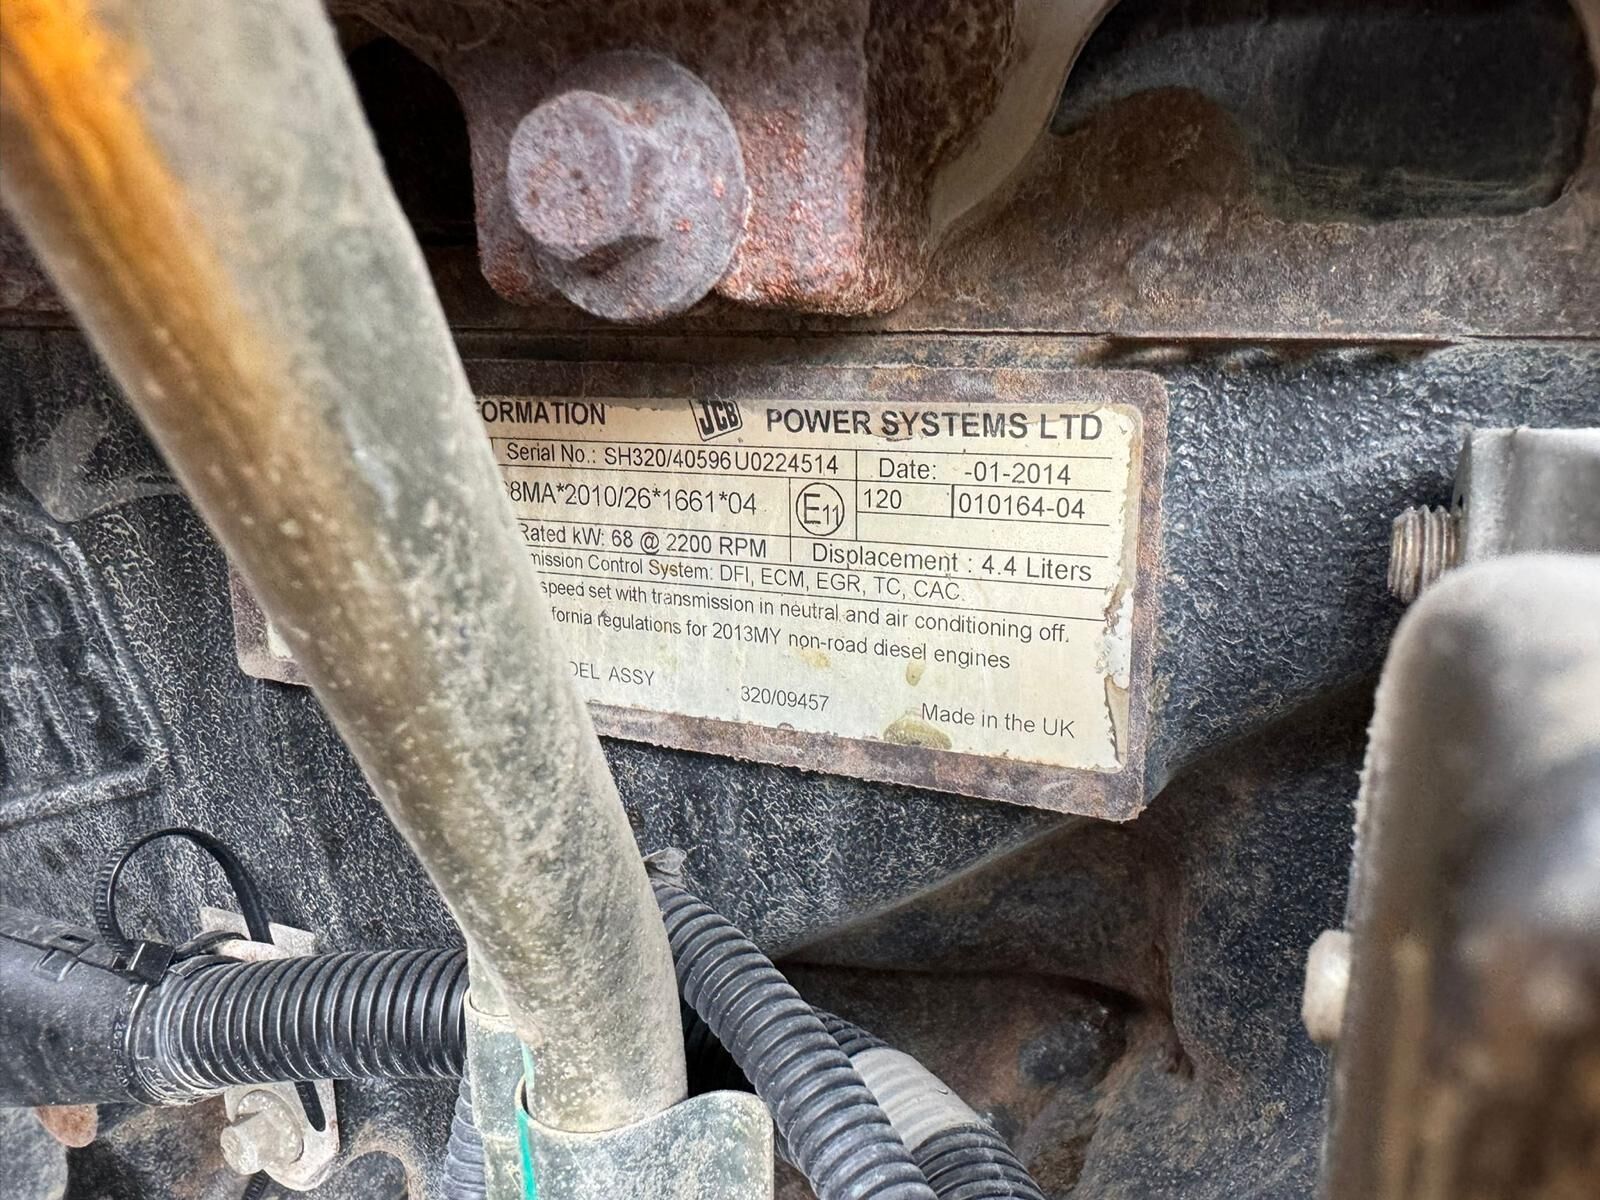 FORMATION JCB POWER SYSTEMS LTD
Serial No.: SH320/40596U0224514 Date: -01-2014
68MA*2010/26*1661*04 E11 120 010164-04
Rated kW: 68 @ 2200 RPM Displacement : 4.4 Liters
mission Control System: DFI, ECM, EGR, TC, CAC.
speed set with transmission in neutral and air conditioning off.
fornia regulations for 2013MY non-road diesel engines
DEL ASSY 320/09457 Made in the UK